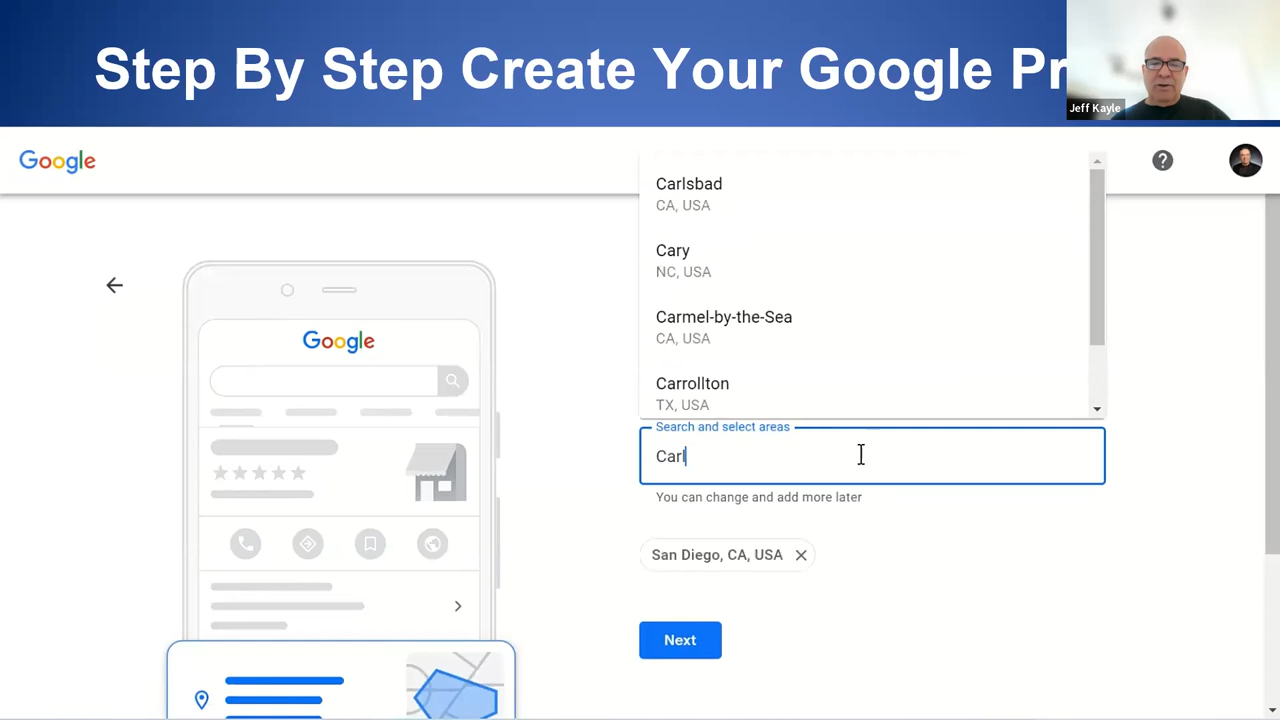 Step By Step Create Your Google Pr
Jeff Kayle
Google
Carlsbad
CA, USA
Cary
NC, USA
Carmel-by-the-Sea
CA, USA
Carrollton
TX, USA
Search and select areas
Carl
You can change and add more later
San Diego, CA, USA
Next
Google